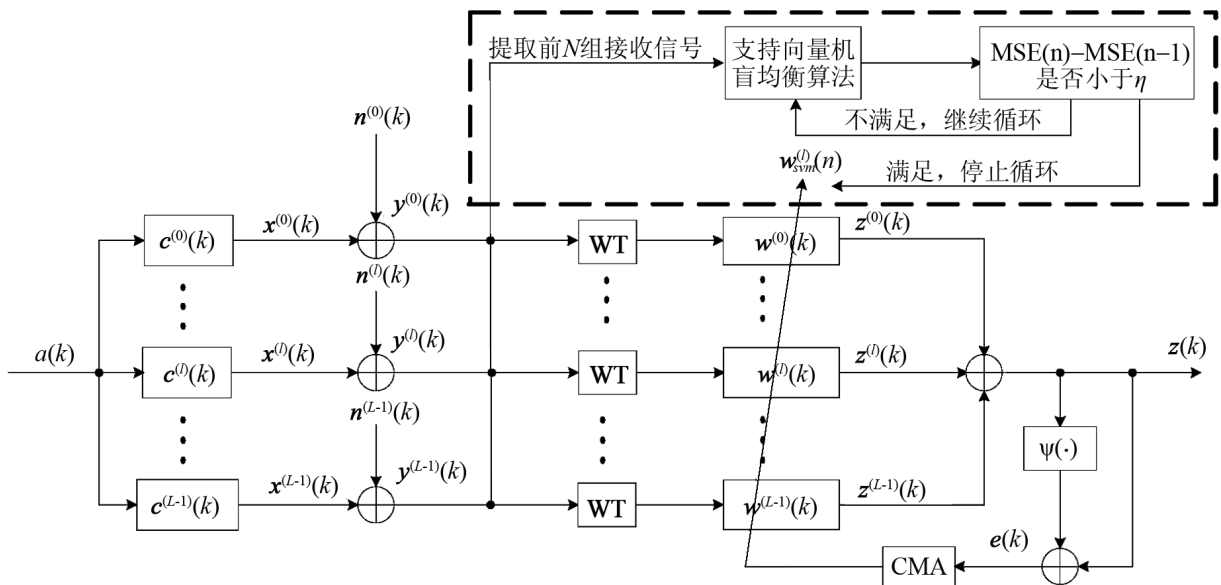 提取前N组接收信号
支持向量机
盲均衡算法
MSE(n)−MSE(n−1)
是否小于η
不满足，继续循环
满足，停止循环
w_{svm}^{(l)}(n)
n^{(0)}(k)
c^{(0)}(k)
x^{(0)}(k)
y^{(0)}(k)
WT
w^{(0)}(k)
z^{(0)}(k)
n^{(l)}(k)
a(k)
c^{(l)}(k)
x^{(l)}(k)
y^{(l)}(k)
WT
w^{(l)}(k)
z^{(l)}(k)
z(k)
n^{(L-1)}(k)
ψ(·)
c^{(L-1)}(k)
x^{(L-1)}(k)
y^{(L-1)}(k)
WT
w^{(L-1)}(k)
z^{(L-1)}(k)
e(k)
CMA